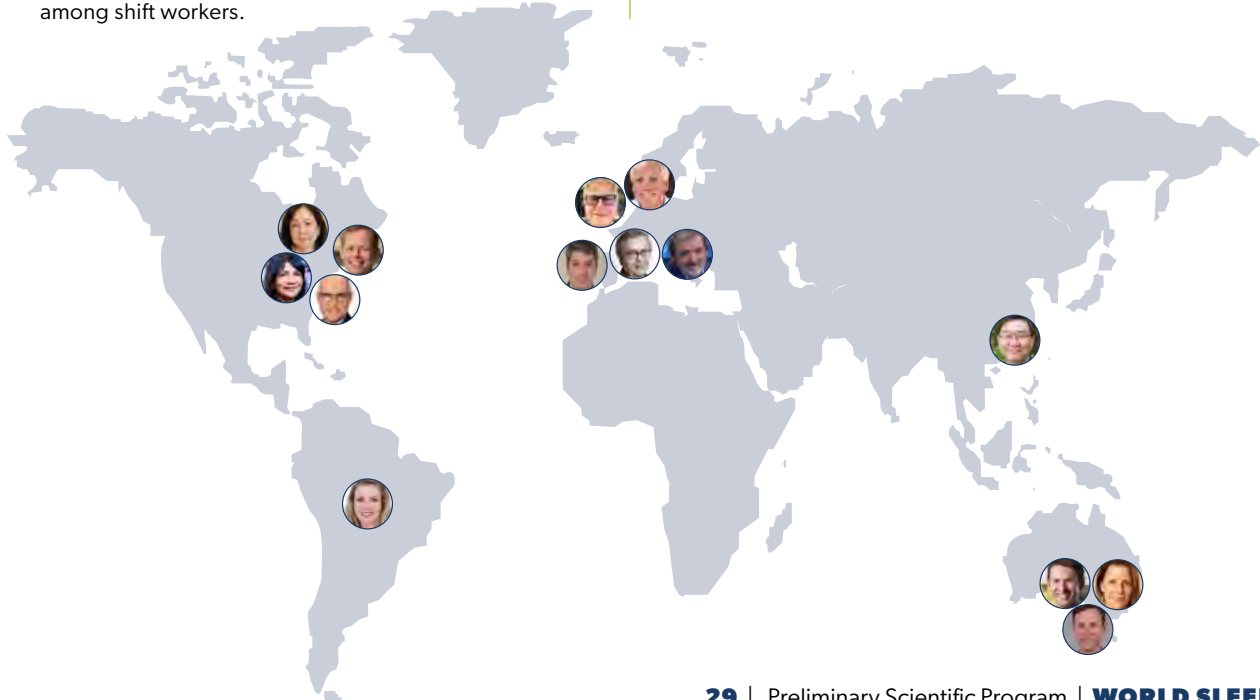 among shift workers.
29 | Preliminary Scientific Program | WORLD SLEE